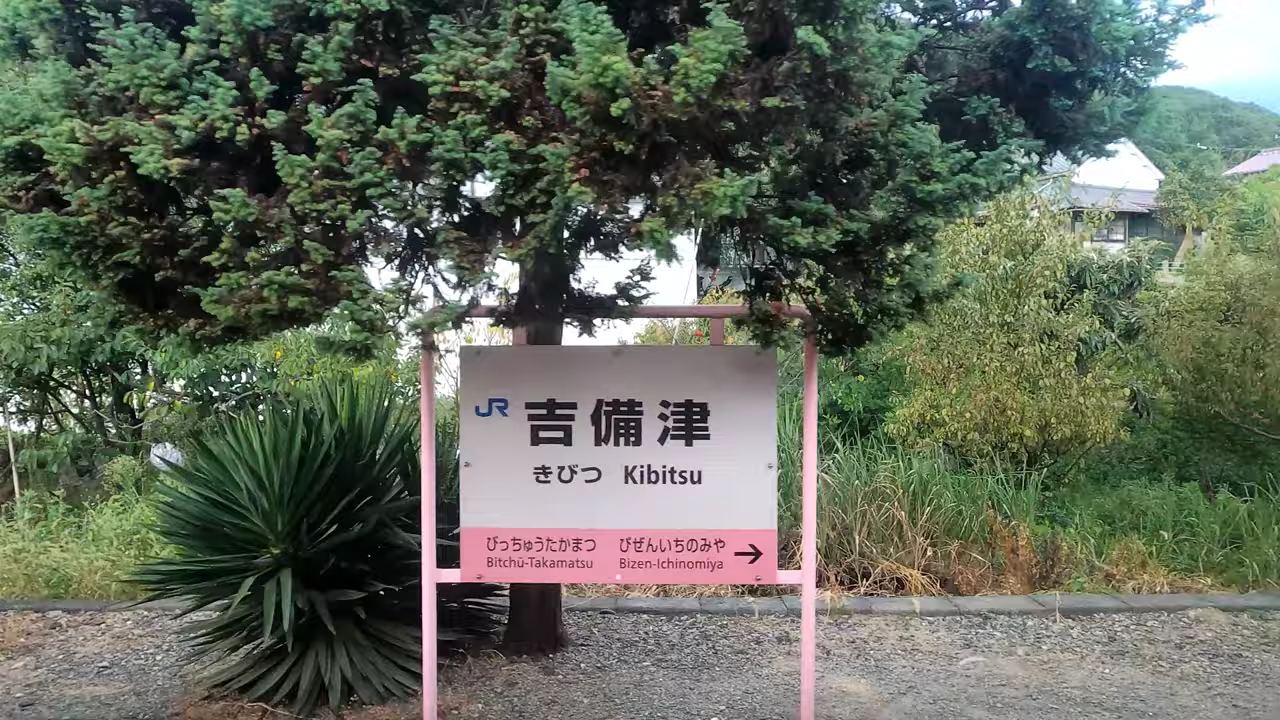 JR 吉備津
きびつ Kibitsu
びっちゅうたかまつ びぜんいちのみや →
Bitchū-Takamatsu Bizen-Ichinomiya